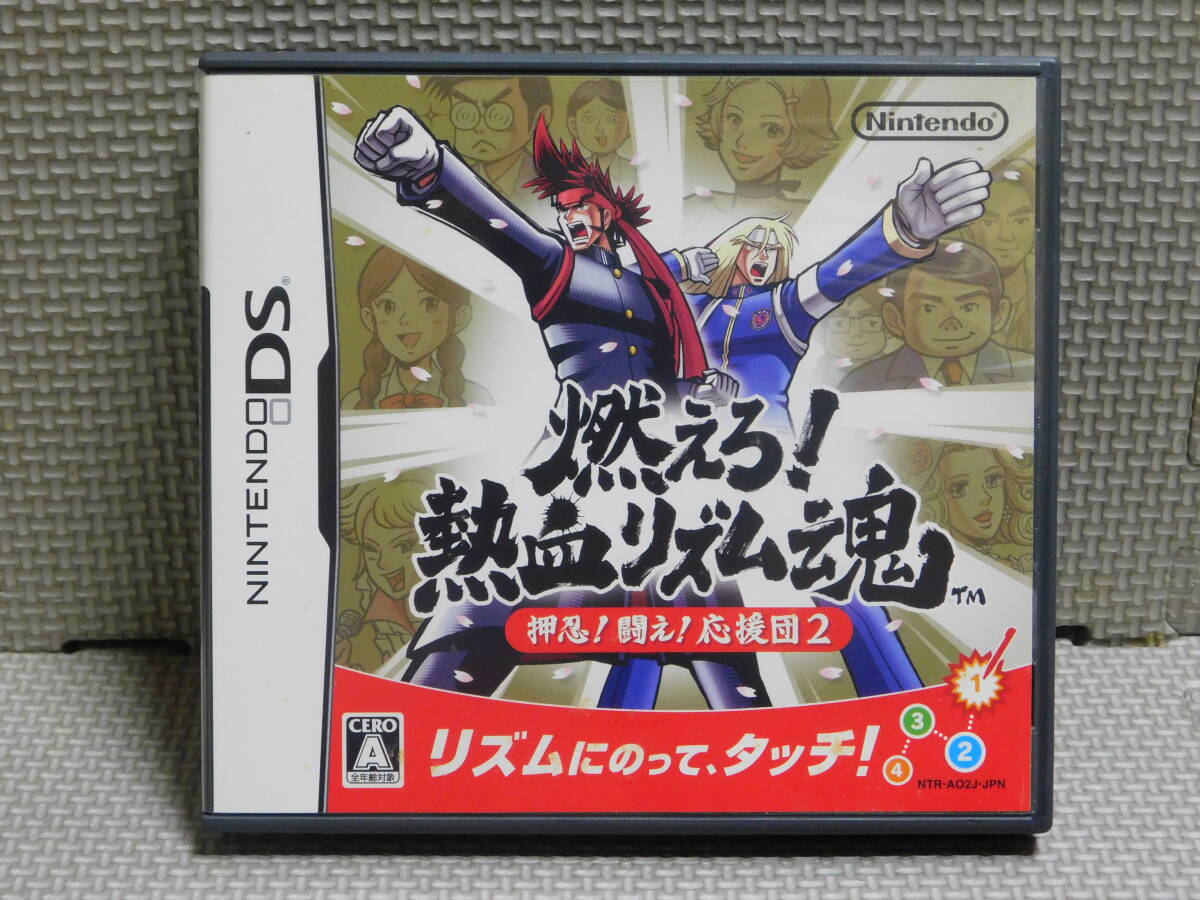 Nintendo
NINTENDO DS®
燃えろ!
熱血リズム魂™
押忍!闘え!応援団2
リズムにのって、タッチ!
1
2
3
4
CERO
A
全年齢対象
NTR-AO2J-JPN